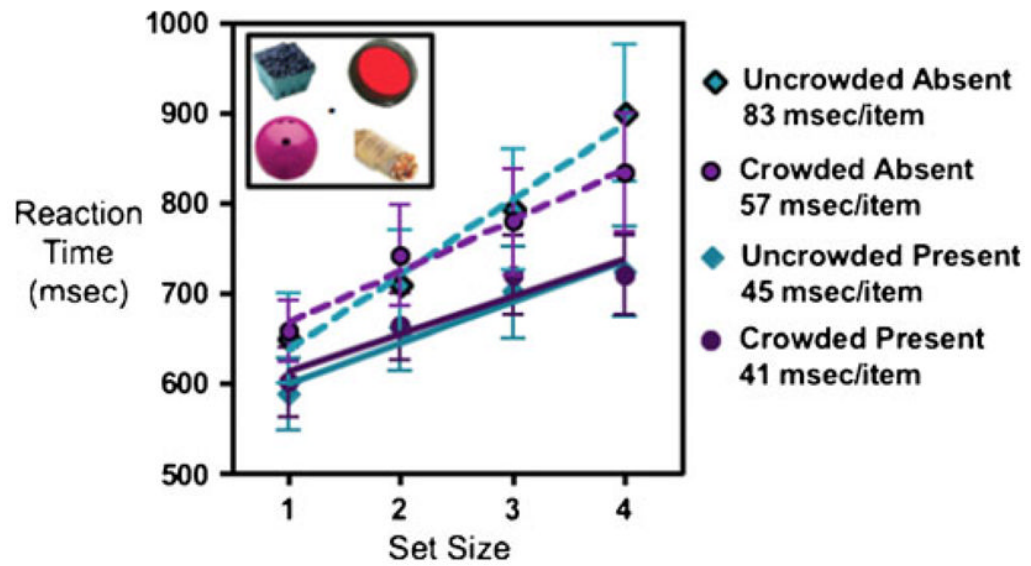 1000
900
800
700
600
500
Reaction
Time
(msec)
1 2 3 4
Set Size
Uncrowded Absent
83 msec/item
Crowded Absent
57 msec/item
Uncrowded Present
45 msec/item
Crowded Present
41 msec/item